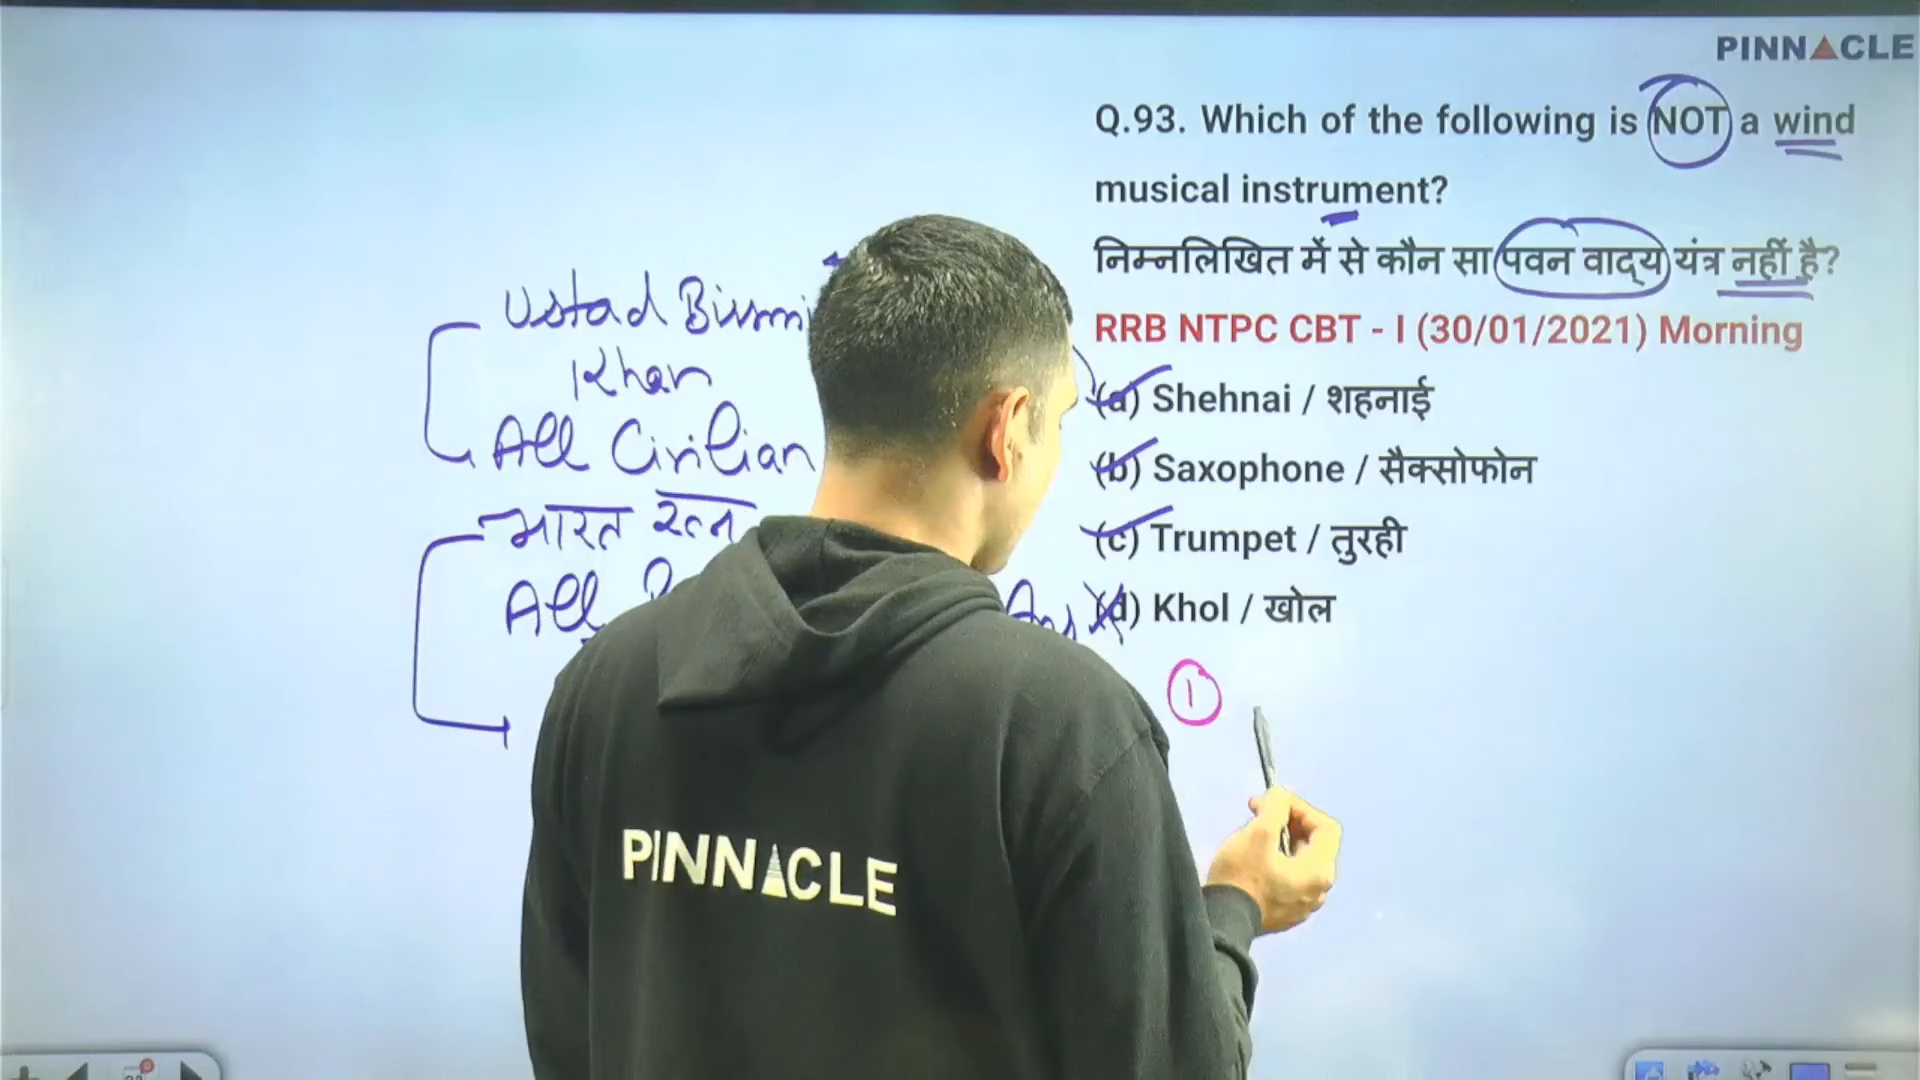 PINNACLE
Q.93. Which of the following is NOT a wind
musical instrument?
निम्नलिखित में से कौन सा पवन वाद्य यंत्र नहीं है?
RRB NTPC CBT - I (30/01/2021) Morning
(a) Shehnai / शहनाई
(b) Saxophone / सैक्सोफोन
(c) Trumpet / तुरही
Ans (d) Khol / खोल
1
Ustad
Khan
All Civilian
भारत रत्न
All
PINNACLE